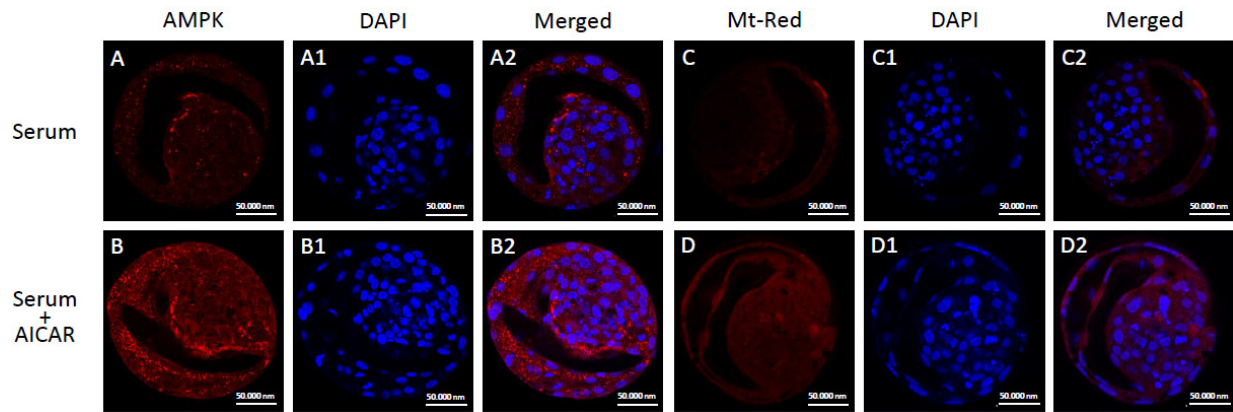 AMPK DAPI Merged Mt-Red DAPI Merged
Serum
A A1 A2 C C1 C2
50.000 nm 50.000 nm 50.000 nm 50.000 nm 50.000 nm 50.000 nm
Serum
+
AICAR
B B1 B2 D D1 D2
50.000 nm 50.000 nm 50.000 nm 50.000 nm 50.000 nm 50.000 nm